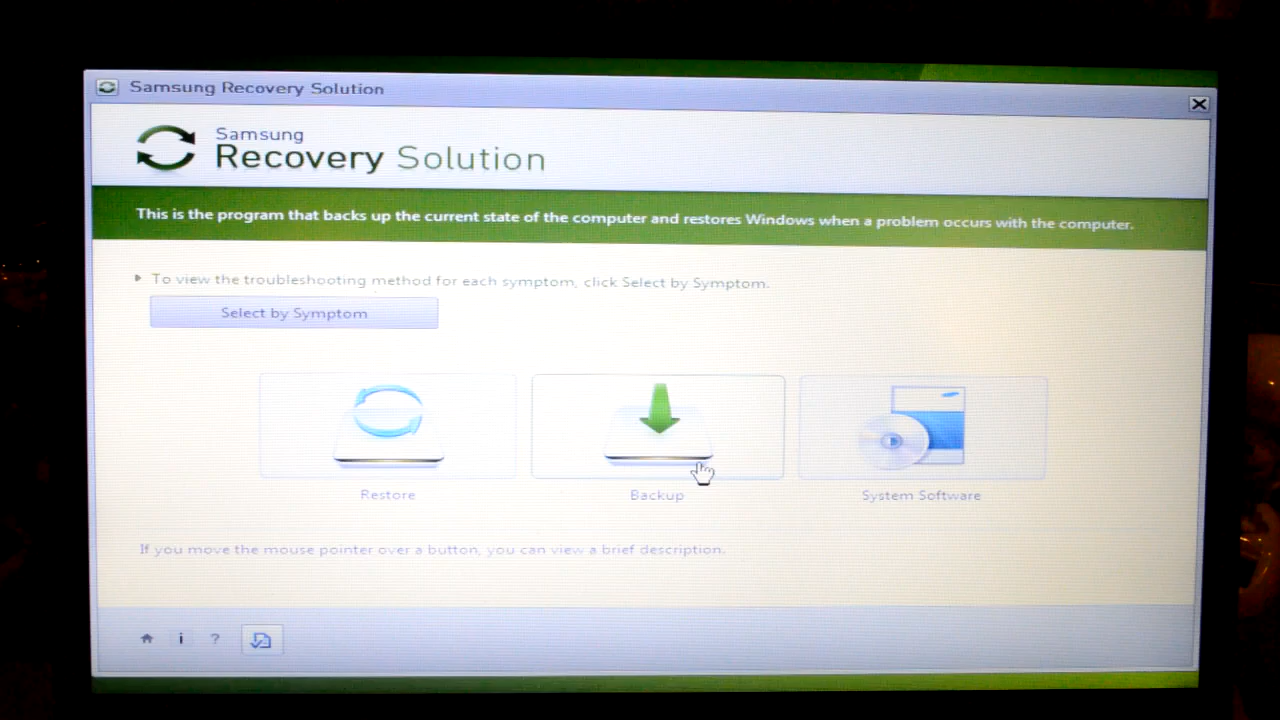 Samsung Recovery Solution
Samsung
Recovery Solution
This is the program that backs up the current state of the computer and restores Windows when a problem occurs with the computer.
To view the troubleshooting method for each symptom, click Select by Symptom.
Select by Symptom
Restore
Backup
System Software
If you move the mouse pointer over a button, you can view a brief description.
i ?